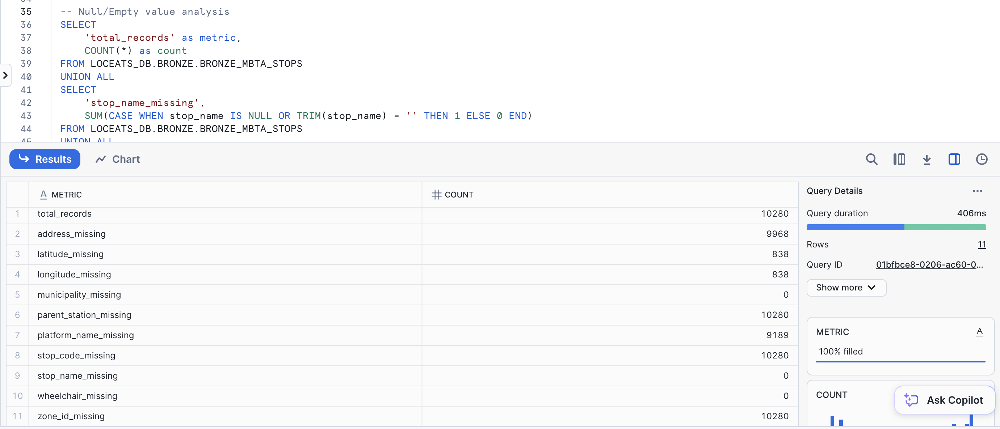 35 -- Null/Empty value analysis
36 SELECT
37 'total_records' as metric,
38 COUNT(*) as count
39 FROM LOCEATS_DB.BRONZE.BRONZE_MBTA_STOPS
40 UNION ALL
41 SELECT
42 'stop_name_missing',
43 SUM(CASE WHEN stop_name IS NULL OR TRIM(stop_name) = '' THEN 1 ELSE 0 END)
44 FROM LOCEATS_DB.BRONZE.BRONZE_MBTA_STOPS
45 UNION ALL
Results Chart
METRIC COUNT
1 total_records 10280
2 address_missing 9968
3 latitude_missing 838
4 longitude_missing 838
5 municipality_missing 0
6 parent_station_missing 10280
7 platform_name_missing 9189
8 stop_code_missing 10280
9 stop_name_missing 0
10 wheelchair_missing 0
11 zone_id_missing 10280
Query Details ...
Query duration 406ms
Rows 11
Query ID 01bfbce8-0206-ac60-0...
Show more
METRIC A
100% filled
COUNT
Ask Copilot